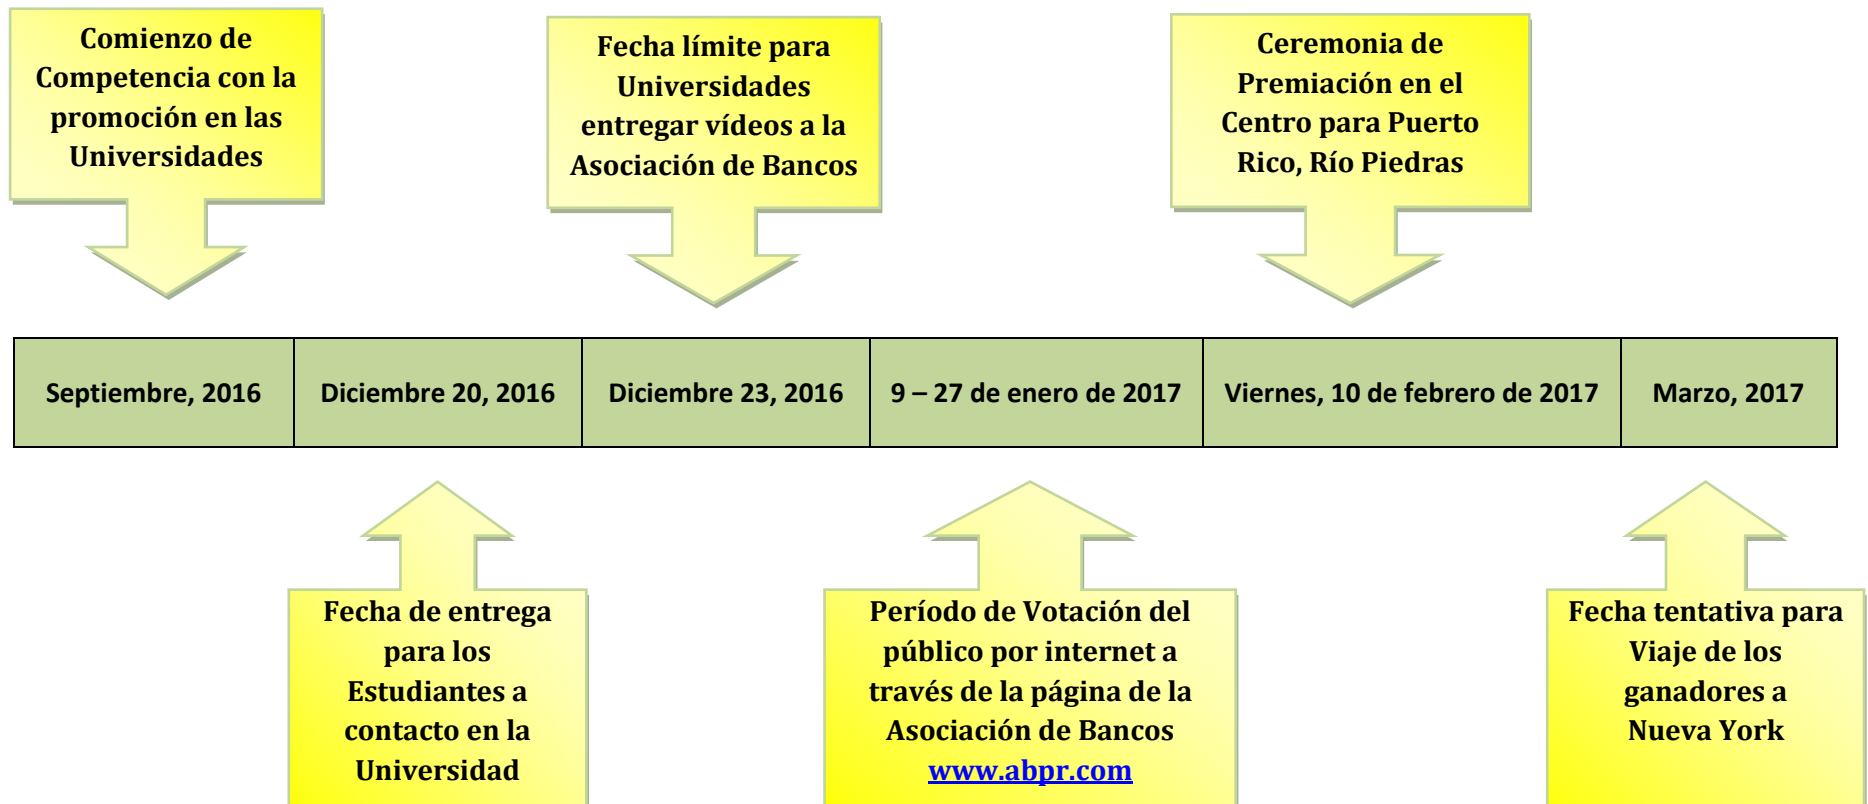 Comienzo de
Competencia con la
promoción en las
Universidades
Fecha límite para
Universidades
entregar vídeos a la
Asociación de Bancos
Ceremonia de
Premiación en el
Centro para Puerto
Rico, Río Piedras
Septiembre, 2016
Diciembre 20, 2016
Diciembre 23, 2016
9 – 27 de enero de 2017
Viernes, 10 de febrero de 2017
Marzo, 2017
Fecha de entrega
para los
Estudiantes a
contacto en la
Universidad
Período de Votación del
público por internet a
través de la página de la
Asociación de Bancos
www.abpr.com
Fecha tentativa para
Viaje de los
ganadores a
Nueva York